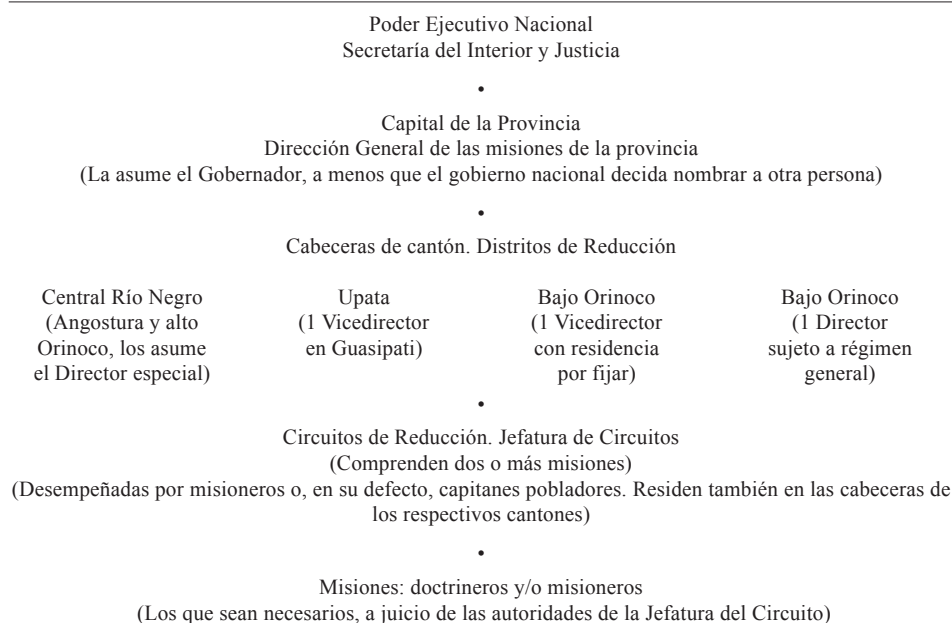 Poder Ejecutivo Nacional
Secretaría del Interior y Justicia
•
Capital de la Provincia
Dirección General de las misiones de la provincia
(La asume el Gobernador, a menos que el gobierno nacional decida nombrar a otra persona)
•
Cabeceras de cantón. Distritos de Reducción
Central Río Negro
(Angostura y alto
Orinoco, los asume
el Director especial)
Upata
(1 Vicedirector
en Guasipati)
Bajo Orinoco
(1 Vicedirector
con residencia
por fijar)
Bajo Orinoco
(1 Director
sujeto a régimen
general)
•
Circuitos de Reducción. Jefatura de Circuitos
(Comprenden dos o más misiones)
(Desempeñadas por misioneros o, en su defecto, capitanes pobladores. Residen también en las cabeceras de
los respectivos cantones)
•
Misiones: doctrineros y/o misioneros
(Los que sean necesarios, a juicio de las autoridades de la Jefatura del Circuito)